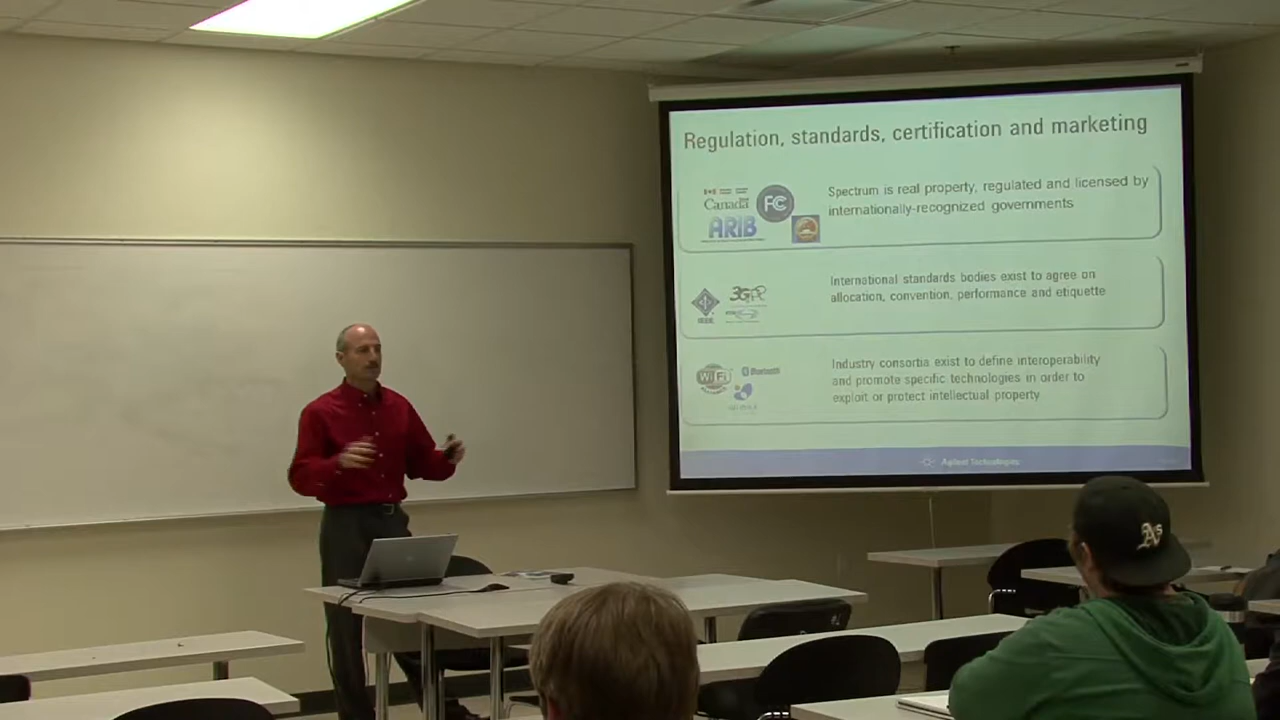 Regulation, standards, certification and marketing
Canada
FC
ARIB
Spectrum is real property, regulated and licensed by
internationally-recognized governments
IEEE
3GPP
International standards bodies exist to agree on
allocation, convention, performance and etiquette
Wi Fi
Bluetooth
Industry consortia exist to define interoperability
and promote specific technologies in order to
exploit or protect intellectual property
Agilent Technologies
A's